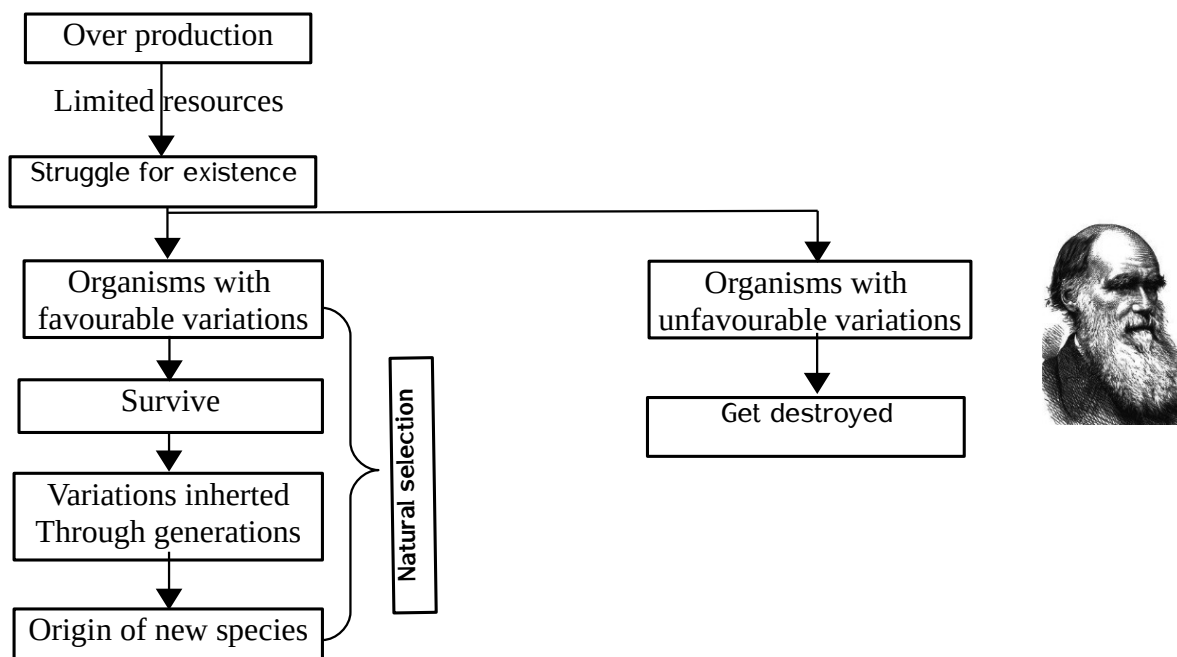 Over production
Limited resources
Struggle for existence
Organisms with
favourable variations
Organisms with
unfavourable variations
Survive
Get destroyed
Natural selection
Variations inherted
Through generations
Origin of new species